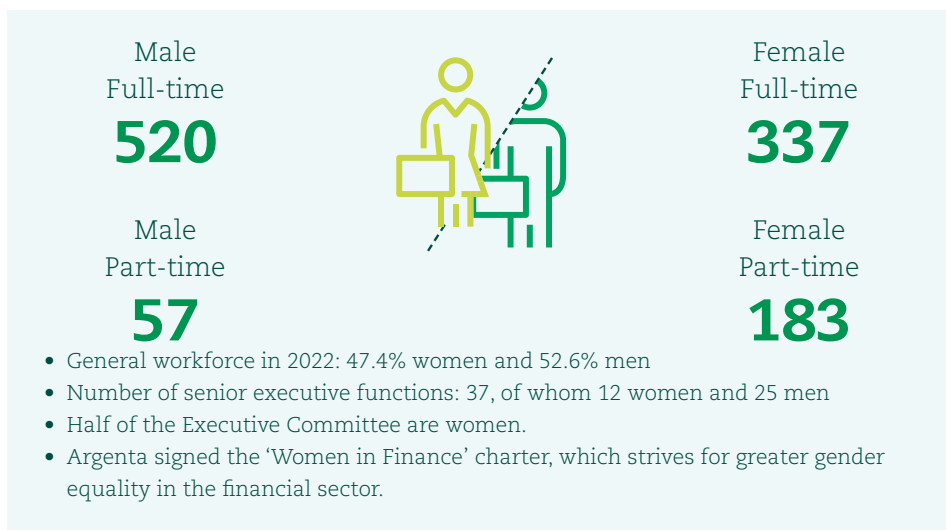 Male
Full-time
520
Female
Full-time
337
Male
Part-time
57
Female
Part-time
183
• General workforce in 2022: 47.4% women and 52.6% men
• Number of senior executive functions: 37, of whom 12 women and 25 men
• Half of the Executive Committee are women.
• Argenta signed the ‘Women in Finance’ charter, which strives for greater gender
equality in the financial sector.